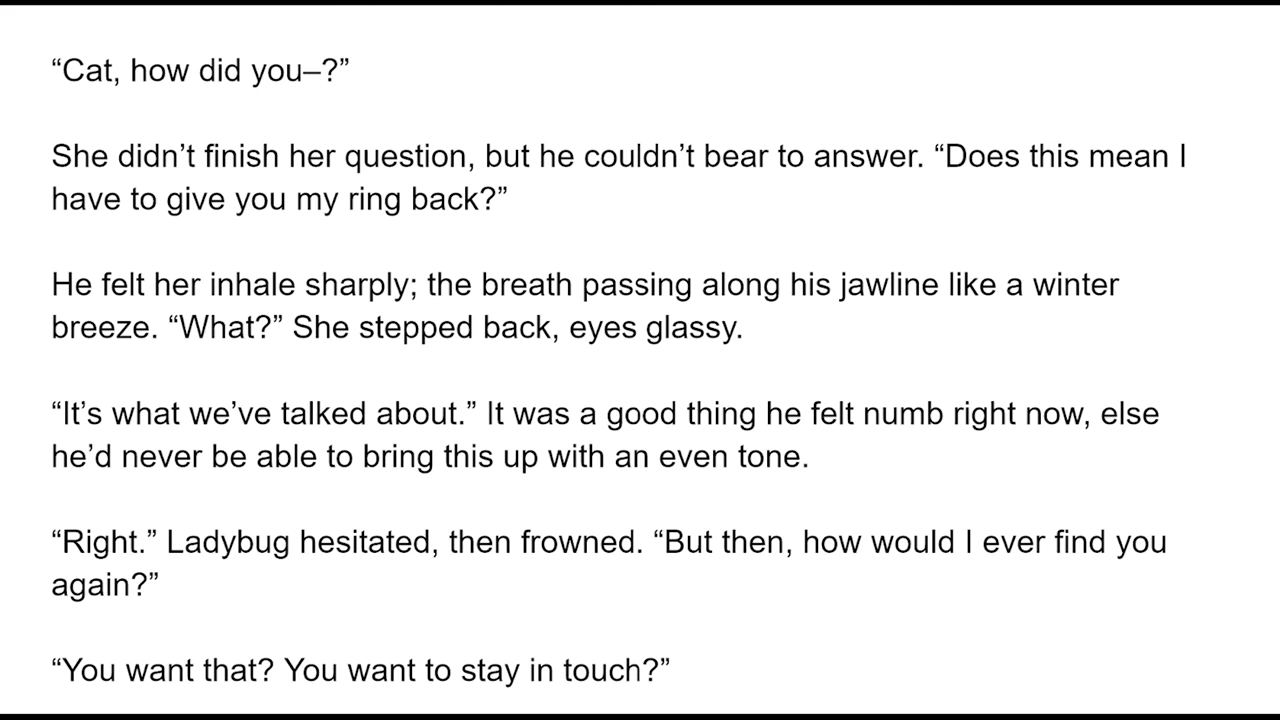 “Cat, how did you–?”
She didn’t finish her question, but he couldn’t bear to answer. “Does this mean I
have to give you my ring back?”
He felt her inhale sharply; the breath passing along his jawline like a winter
breeze. “What?” She stepped back, eyes glassy.
“It’s what we’ve talked about.” It was a good thing he felt numb right now, else
he’d never be able to bring this up with an even tone.
“Right.” Ladybug hesitated, then frowned. “But then, how would I ever find you
again?”
“You want that? You want to stay in touch?”